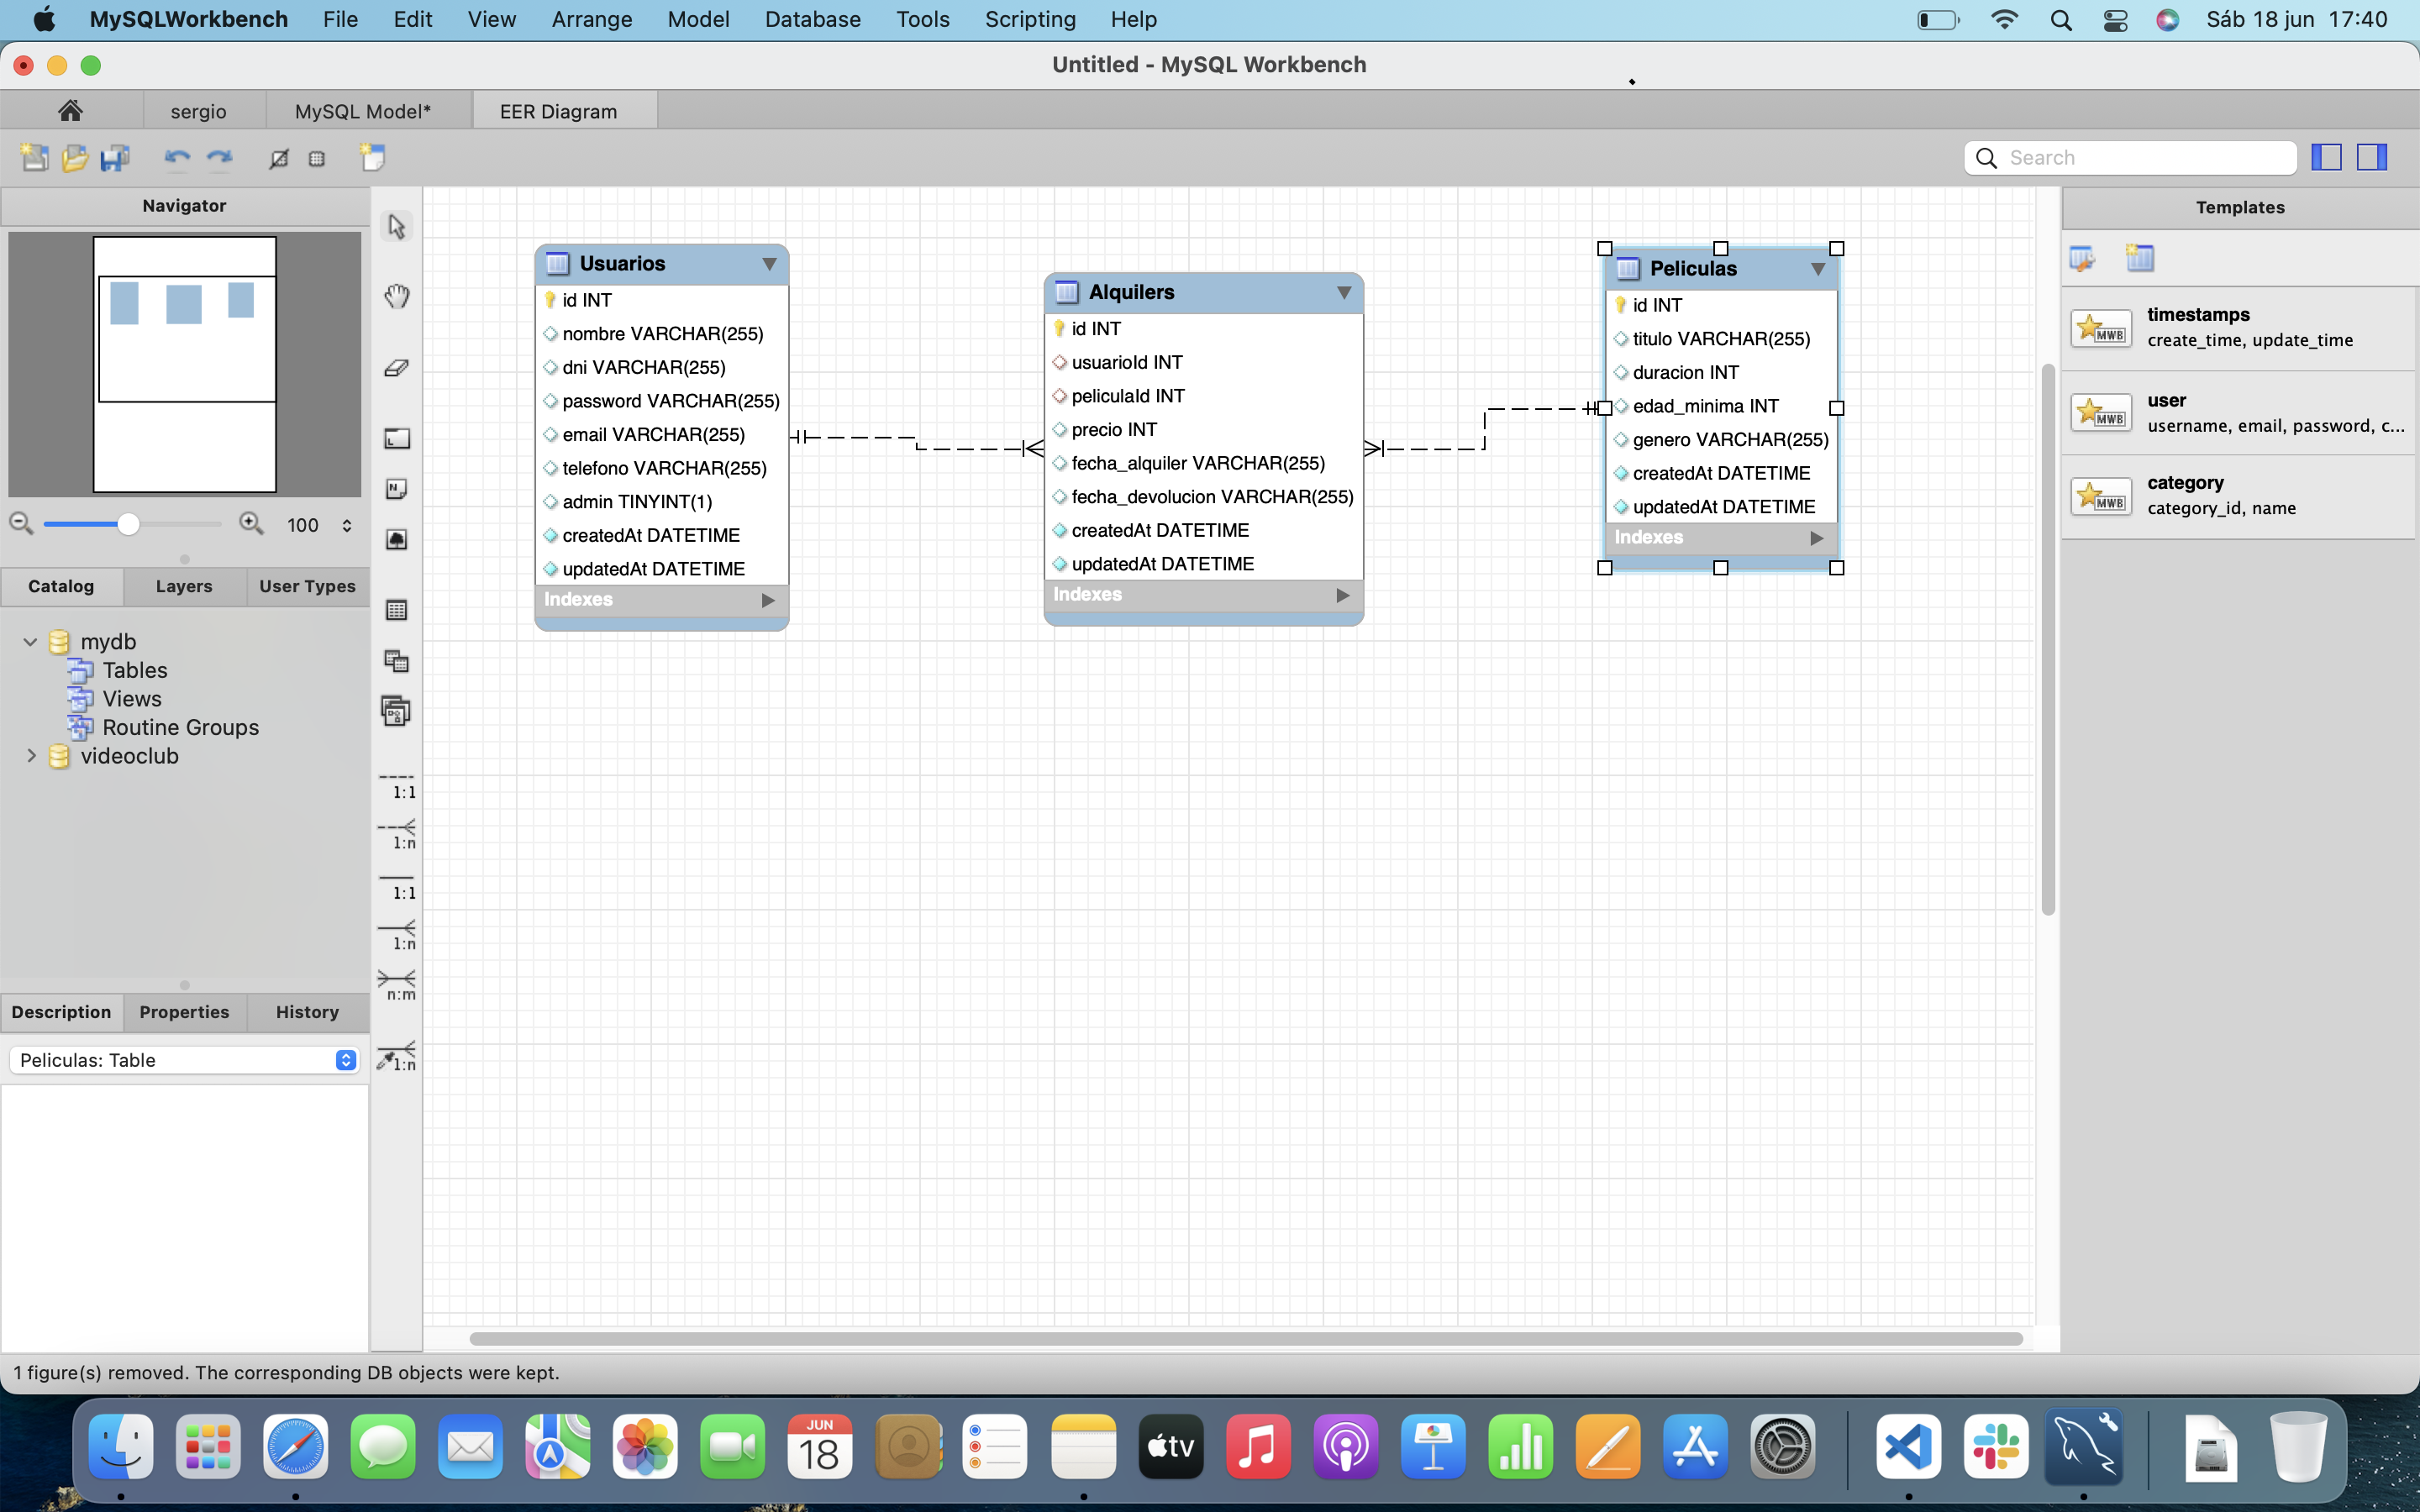 MySQLWorkbench File Edit View Arrange Model Database Tools Scripting Help Sáb 18 jun 17:40
Untitled - MySQL Workbench
sergio MySQL Model* EER Diagram
Search
Navigator
Templates
100
Catalog Layers User Types
mydb
Tables
Views
Routine Groups
videoclub
Description Properties History
Peliculas: Table
1:1
1:n
1:1
1:n
n:m
1:n
Usuarios
id INT
nombre VARCHAR(255)
dni VARCHAR(255)
password VARCHAR(255)
email VARCHAR(255)
telefono VARCHAR(255)
admin TINYINT(1)
createdAt DATETIME
updatedAt DATETIME
Indexes
Alquilers
id INT
usuarioId INT
peliculaId INT
precio INT
fecha_alquiler VARCHAR(255)
fecha_devolucion VARCHAR(255)
createdAt DATETIME
updatedAt DATETIME
Indexes
Peliculas
id INT
titulo VARCHAR(255)
duracion INT
edad_minima INT
genero VARCHAR(255)
createdAt DATETIME
updatedAt DATETIME
Indexes
MWB
timestamps
create_time, update_time
MWB
user
username, email, password, c...
MWB
category
category_id, name
1 figure(s) removed. The corresponding DB objects were kept.
JUN
18
tv